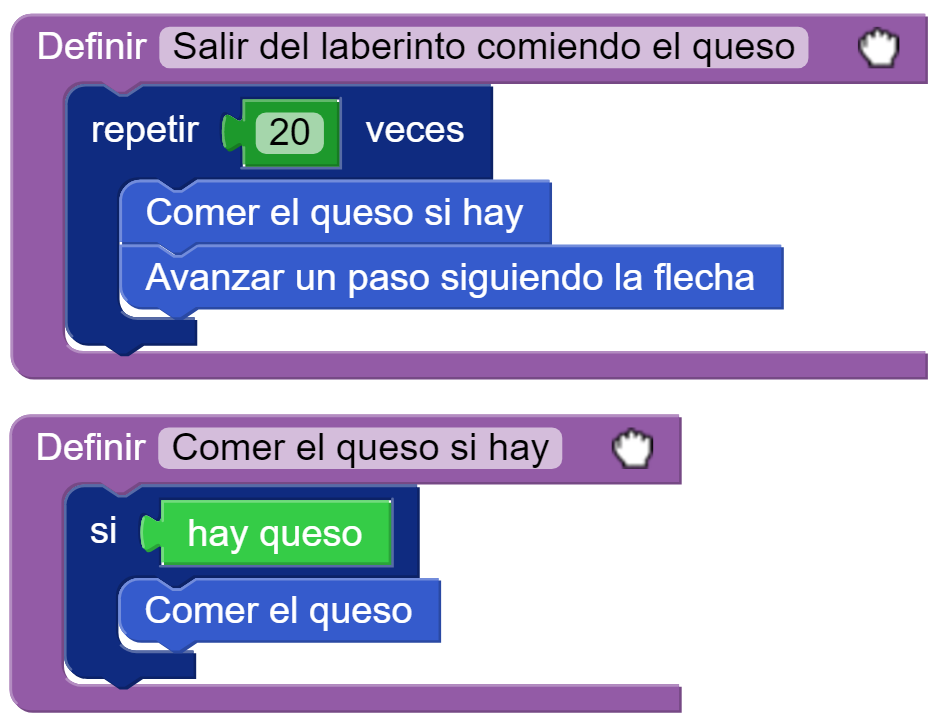 Definir Salir del laberinto comiendo el queso
repetir 20 veces
Comer el queso si hay
Avanzar un paso siguiendo la flecha
Definir Comer el queso si hay
si hay queso
Comer el queso